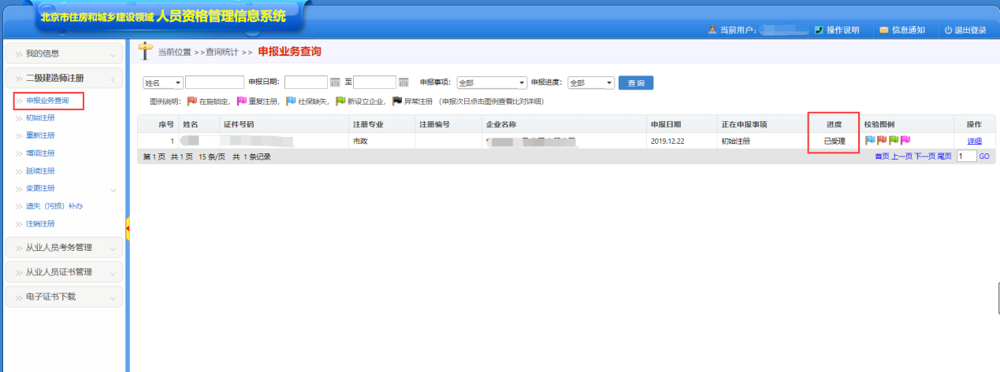 北京市住房和城乡建设领域 人员资格管理信息系统
当前用户： 操作说明 信息通知 退出登录
我的信息
二级建造师注册
申报业务查询
初始注册
重新注册
增项注册
延续注册
变更注册
遗失（污损）补办
注销注册
从业人员考务管理
从业人员证书管理
电子证书下载
当前位置 >>查询统计 >> 申报业务查询
姓名 申报日期： 至 申报事项： 全部 申报进度： 全部 查 询
图例说明： 在施锁定， 重复注册， 社保缺失， 新设立企业， 异常注册 （申报次日点击图例查看比对详细）
序号 姓名 证件号码 注册专业 注册编号 企业名称 申报日期 正在申报事项 进度 校验图例 操作
1 市政 2019.12.22 初始注册 已受理 详细
第 1 页 共 1 页 15 条/页 共 1 条记录 首页 上一页 下一页 尾页 1 GO